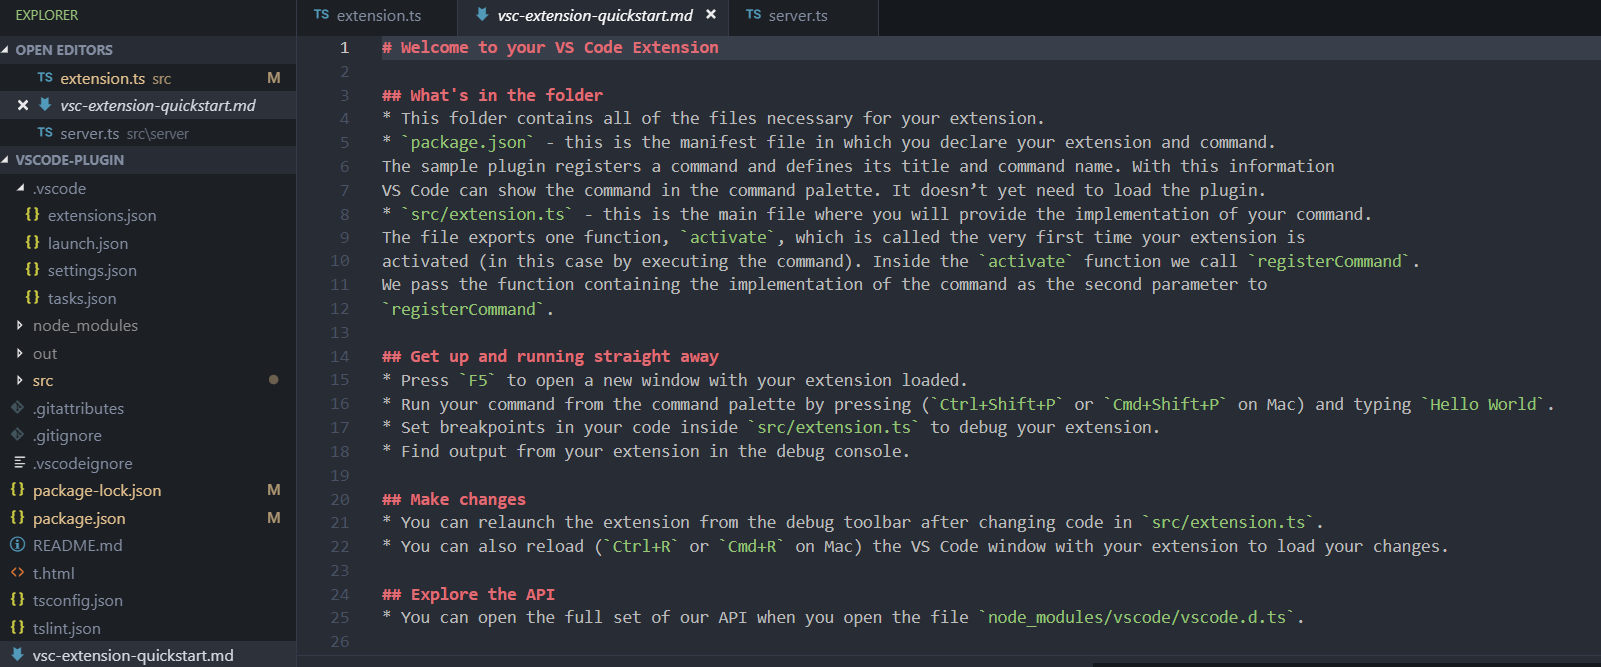 EXPLORER
OPEN EDITORS
TS extension.ts src M
vsc-extension-quickstart.md
TS server.ts src\server
VSCODE-PLUGIN
.vscode
{} extensions.json
{} launch.json
{} settings.json
{} tasks.json
node_modules
out
src
.gitattributes
.gitignore
.vscodeignore
{} package-lock.json M
{} package.json M
README.md
<> t.html
{} tsconfig.json
{} tslint.json
vsc-extension-quickstart.md
TS extension.ts vsc-extension-quickstart.md TS server.ts
1 # Welcome to your VS Code Extension
2
3 ## What's in the folder
4 * This folder contains all of the files necessary for your extension.
5 * `package.json` - this is the manifest file in which you declare your extension and command.
6 The sample plugin registers a command and defines its title and command name. With this information
7 VS Code can show the command in the command palette. It doesn’t yet need to load the plugin.
8 * `src/extension.ts` - this is the main file where you will provide the implementation of your command.
9 The file exports one function, `activate`, which is called the very first time your extension is
10 activated (in this case by executing the command). Inside the `activate` function we call `registerCommand`.
11 We pass the function containing the implementation of the command as the second parameter to
12 `registerCommand`.
13
14 ## Get up and running straight away
15 * Press `F5` to open a new window with your extension loaded.
16 * Run your command from the command palette by pressing (`Ctrl+Shift+P` or `Cmd+Shift+P` on Mac) and typing `Hello World`.
17 * Set breakpoints in your code inside `src/extension.ts` to debug your extension.
18 * Find output from your extension in the debug console.
19
20 ## Make changes
21 * You can relaunch the extension from the debug toolbar after changing code in `src/extension.ts`.
22 * You can also reload (`Ctrl+R` or `Cmd+R` on Mac) the VS Code window with your extension to load your changes.
23
24 ## Explore the API
25 * You can open the full set of our API when you open the file `node_modules/vscode/vscode.d.ts`.
26